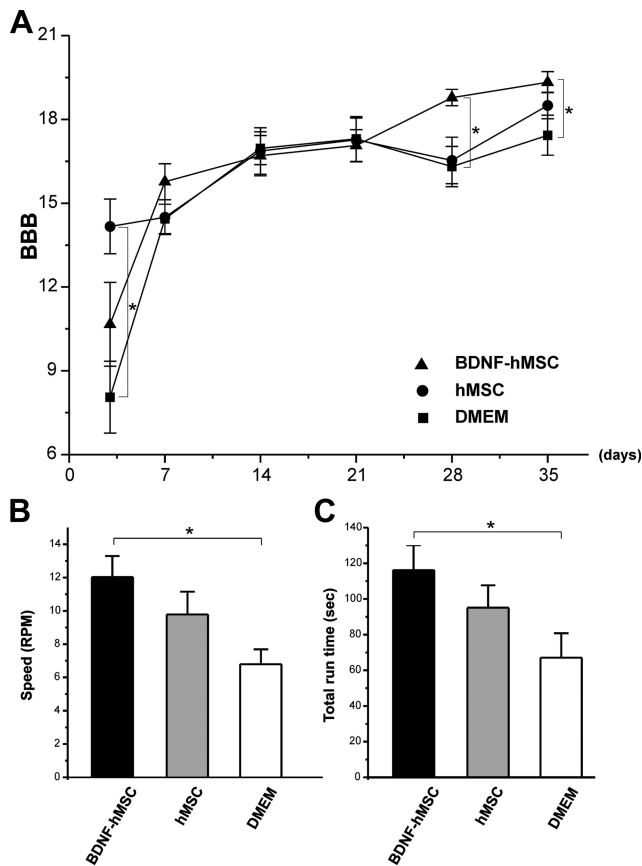 A
21
18
15
12
9
6
BBB
*
*
*
BDNF-hMSC
hMSC
DMEM
0 7 14 21 28 35 (days)
B
*
14
12
10
8
6
4
2
0
Speed (RPM)
BDNF-hMSC
hMSC
DMEM
C
*
140
120
100
80
60
40
20
0
Total run time (sec)
BDNF-hMSC
hMSC
DMEM